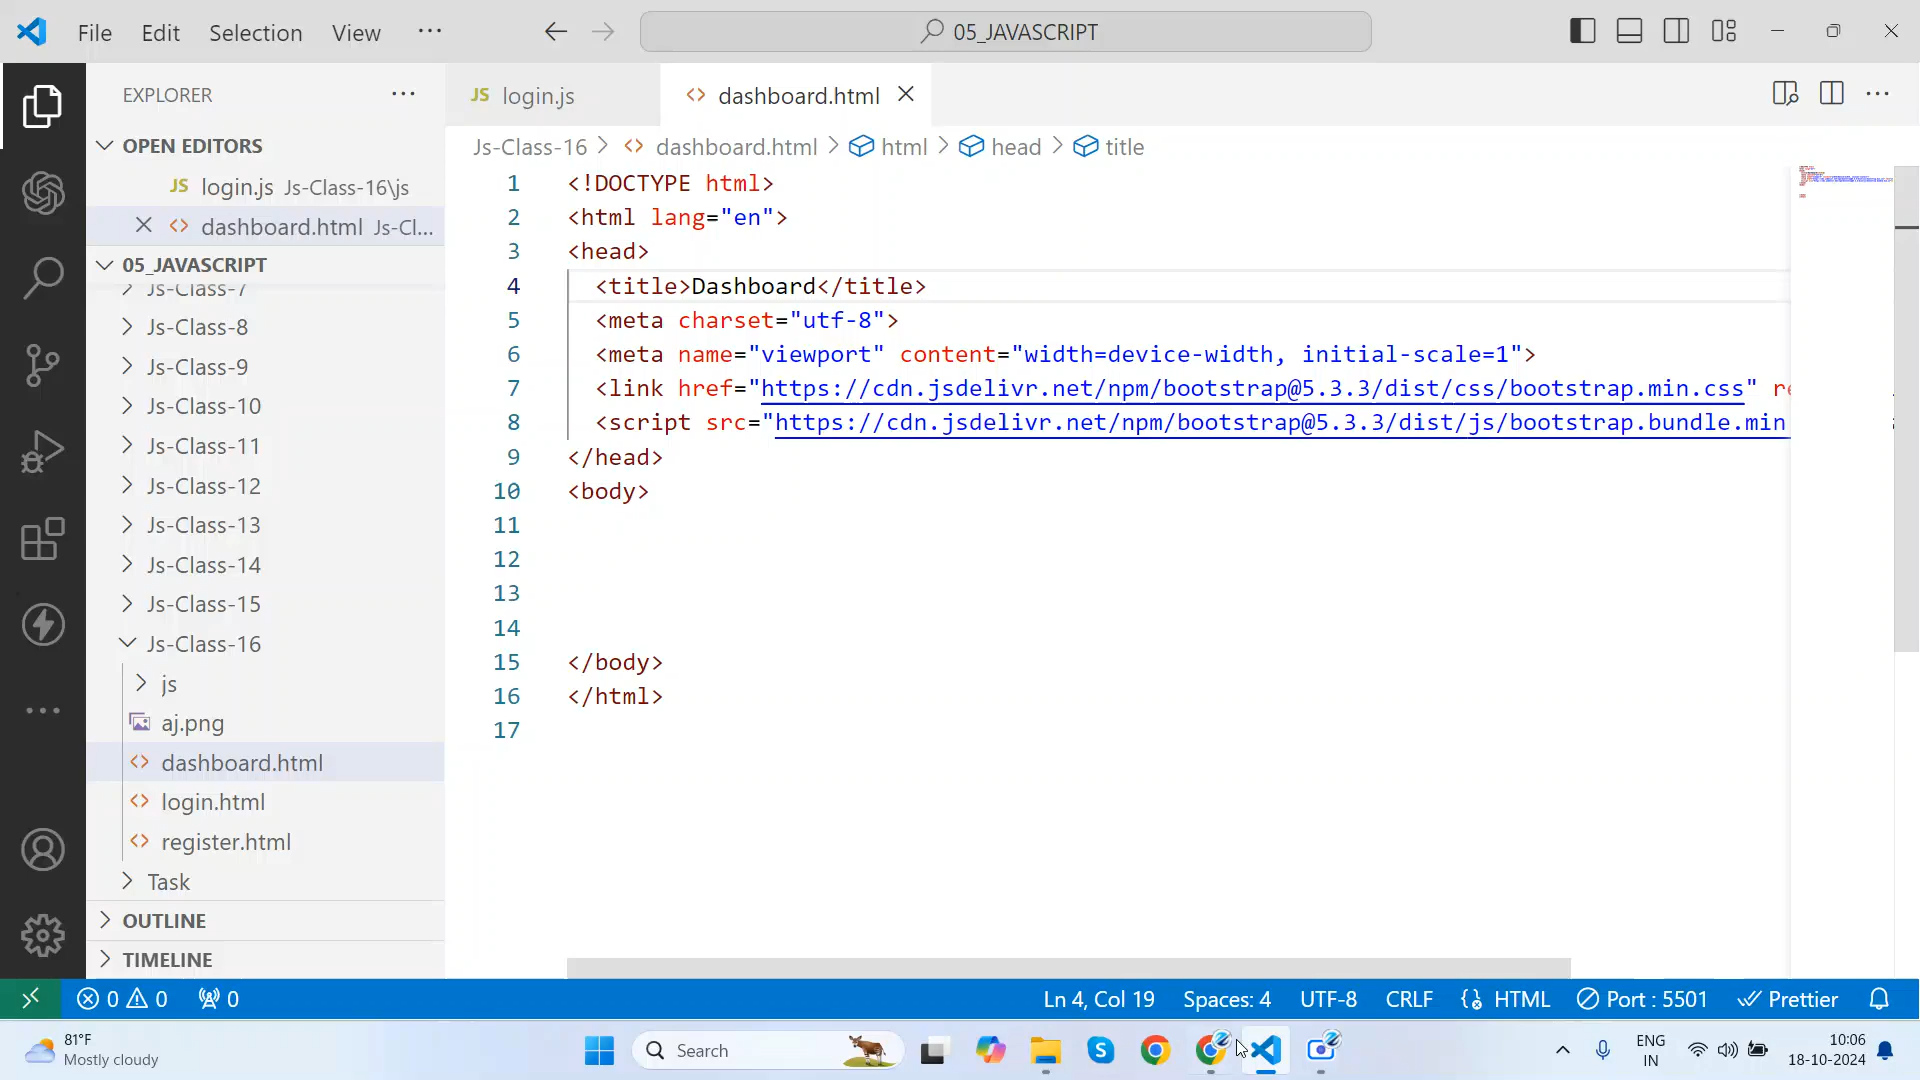 File Edit Selection View ··· 05_JAVASCRIPT
EXPLORER ···
OPEN EDITORS
JS login.js Js-Class-16\js
<> dashboard.html Js-Cl...
05_JAVASCRIPT
Js-Class-7
Js-Class-8
Js-Class-9
Js-Class-10
Js-Class-11
Js-Class-12
Js-Class-13
Js-Class-14
Js-Class-15
Js-Class-16
js
aj.png
<> dashboard.html
<> login.html
<> register.html
Task
OUTLINE
TIMELINE
JS login.js <> dashboard.html
Js-Class-16 > <> dashboard.html > html > head > title
1 <!DOCTYPE html>
2 <html lang="en">
3 <head>
4 <title>Dashboard</title>
5 <meta charset="utf-8">
6 <meta name="viewport" content="width=device-width, initial-scale=1">
7 <link href="https://cdn.jsdelivr.net/npm/bootstrap@5.3.3/dist/css/bootstrap.min.css" re
8 <script src="https://cdn.jsdelivr.net/npm/bootstrap@5.3.3/dist/js/bootstrap.bundle.min
9 </head>
10 <body>
11
12
13
14
15 </body>
16 </html>
17
0 0 0 Ln 4, Col 19 Spaces: 4 UTF-8 CRLF HTML Port : 5501 Prettier
81°F
Mostly cloudy
Search
ENG
IN
10:06
18-10-2024